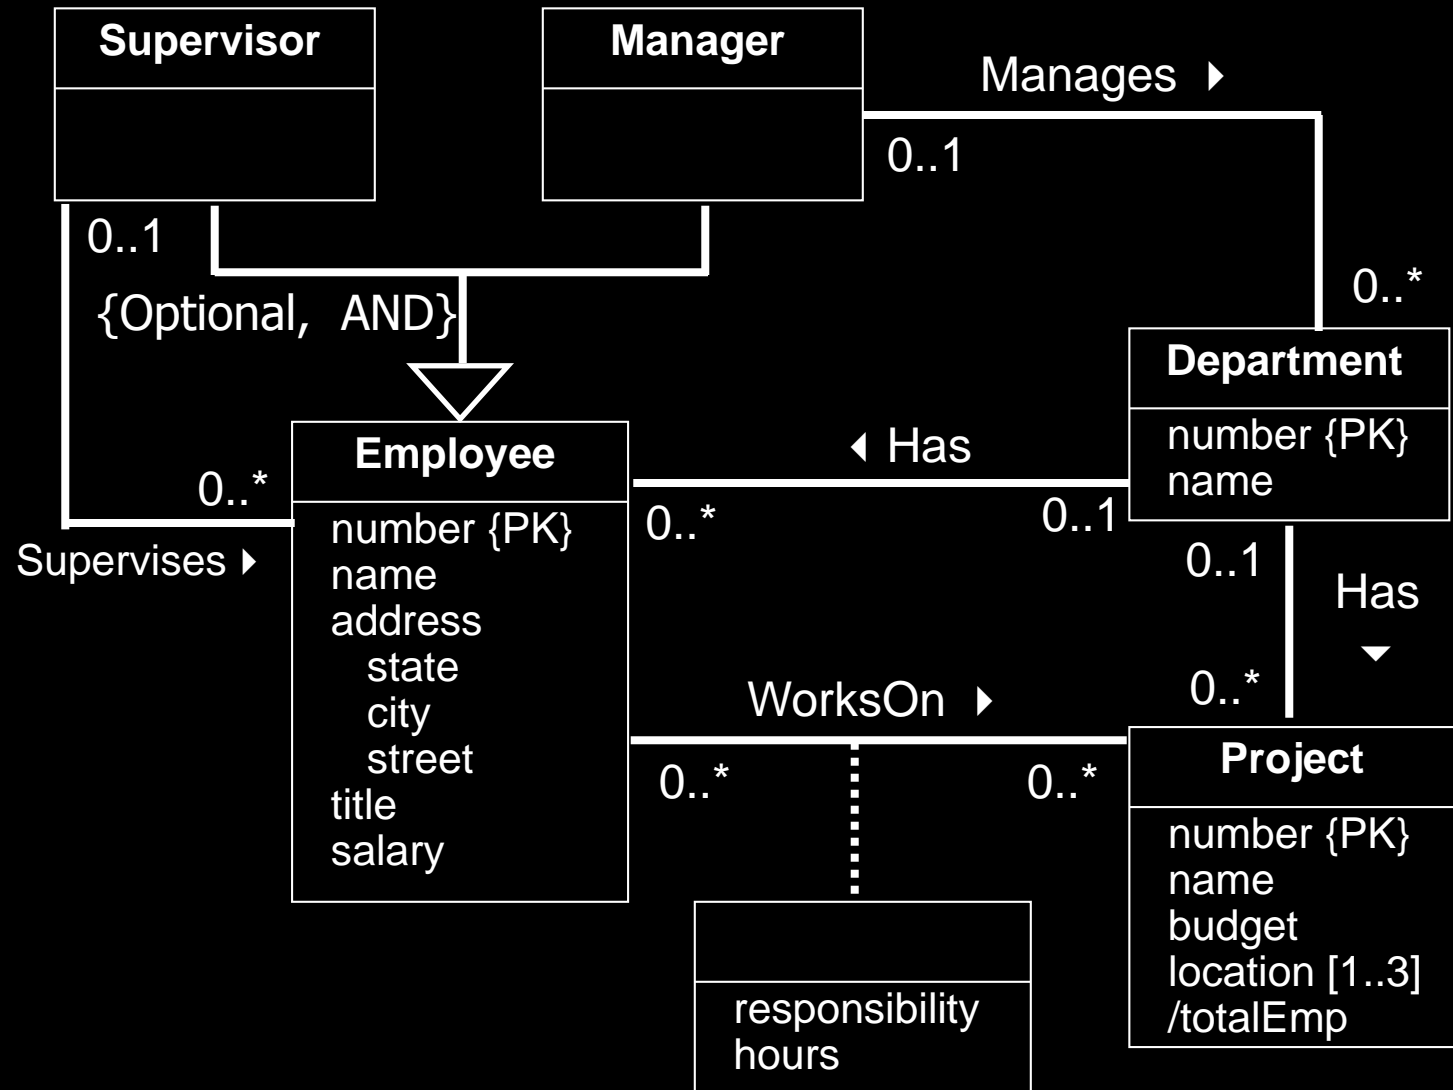 Supervisor
Manager
Manages
0..1
0..1
0..*
{Optional, AND}
Department
number {PK}
name
Employee
Has
0..*
0..*
0..1
number {PK}
name
address
state
city
street
title
salary
Supervises
0..1
Has
0..*
WorksOn
0..*
0..*
Project
number {PK}
name
budget
location [1..3]
/totalEmp
responsibility
hours